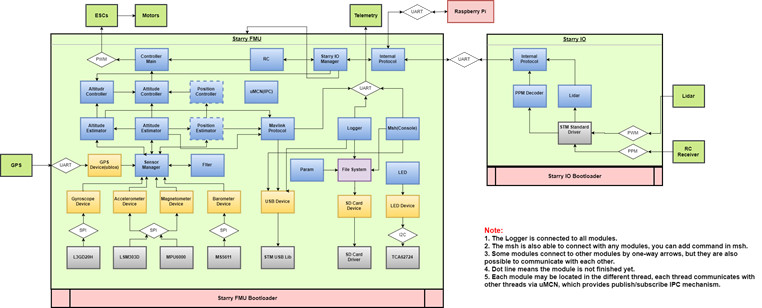 ESCs
Motors
Telemetry
UART
Raspberry Pi
Starry FMU
Starry IO
PWM
Controller
Main
RC
Starry IO
Manager
Internal
Protocol
UART
Internal
Protocol
Altitude
Controller
Attitude
Controller
Position
Controller
uMCN(IPC)
UART
PPM Decoder
Lidar
Lidar
Altitude
Estimator
Attitude
Estimator
Position
Estimator
Mavlink
Protocol
Logger
Msh(Console)
STM Standard
Driver
PWM
GPS
UART
GPS
Device(ublox)
Sensor
Manager
Filter
Param
File System
LED
PPM
RC
Receiver
Starry IO Bootloader
Gyroscope
Device
Accelerometer
Device
Magnetometer
Device
Barometer
Device
USB Device
SD Card
Device
LED Device
SPI
SPI
SPI
I2C
L3GD20H
LSM303D
MPU6000
MS5611
STM USB Lib
SD Card
Driver
TCA62724
Starry FMU Bootloader
Note:
1. The Logger is connected to all modules.
2. The msh is also able to connect with any modules, you can add command in msh.
3. Some modules connect to other modules by one-way arrows, but they are also
possible to communicate with each other.
4. Dot line means the module is not finished yet.
5. Each module may be located in the different thread, each thread communicates with
other threads via uMCN, which provides publish/subscribe IPC mechanism.